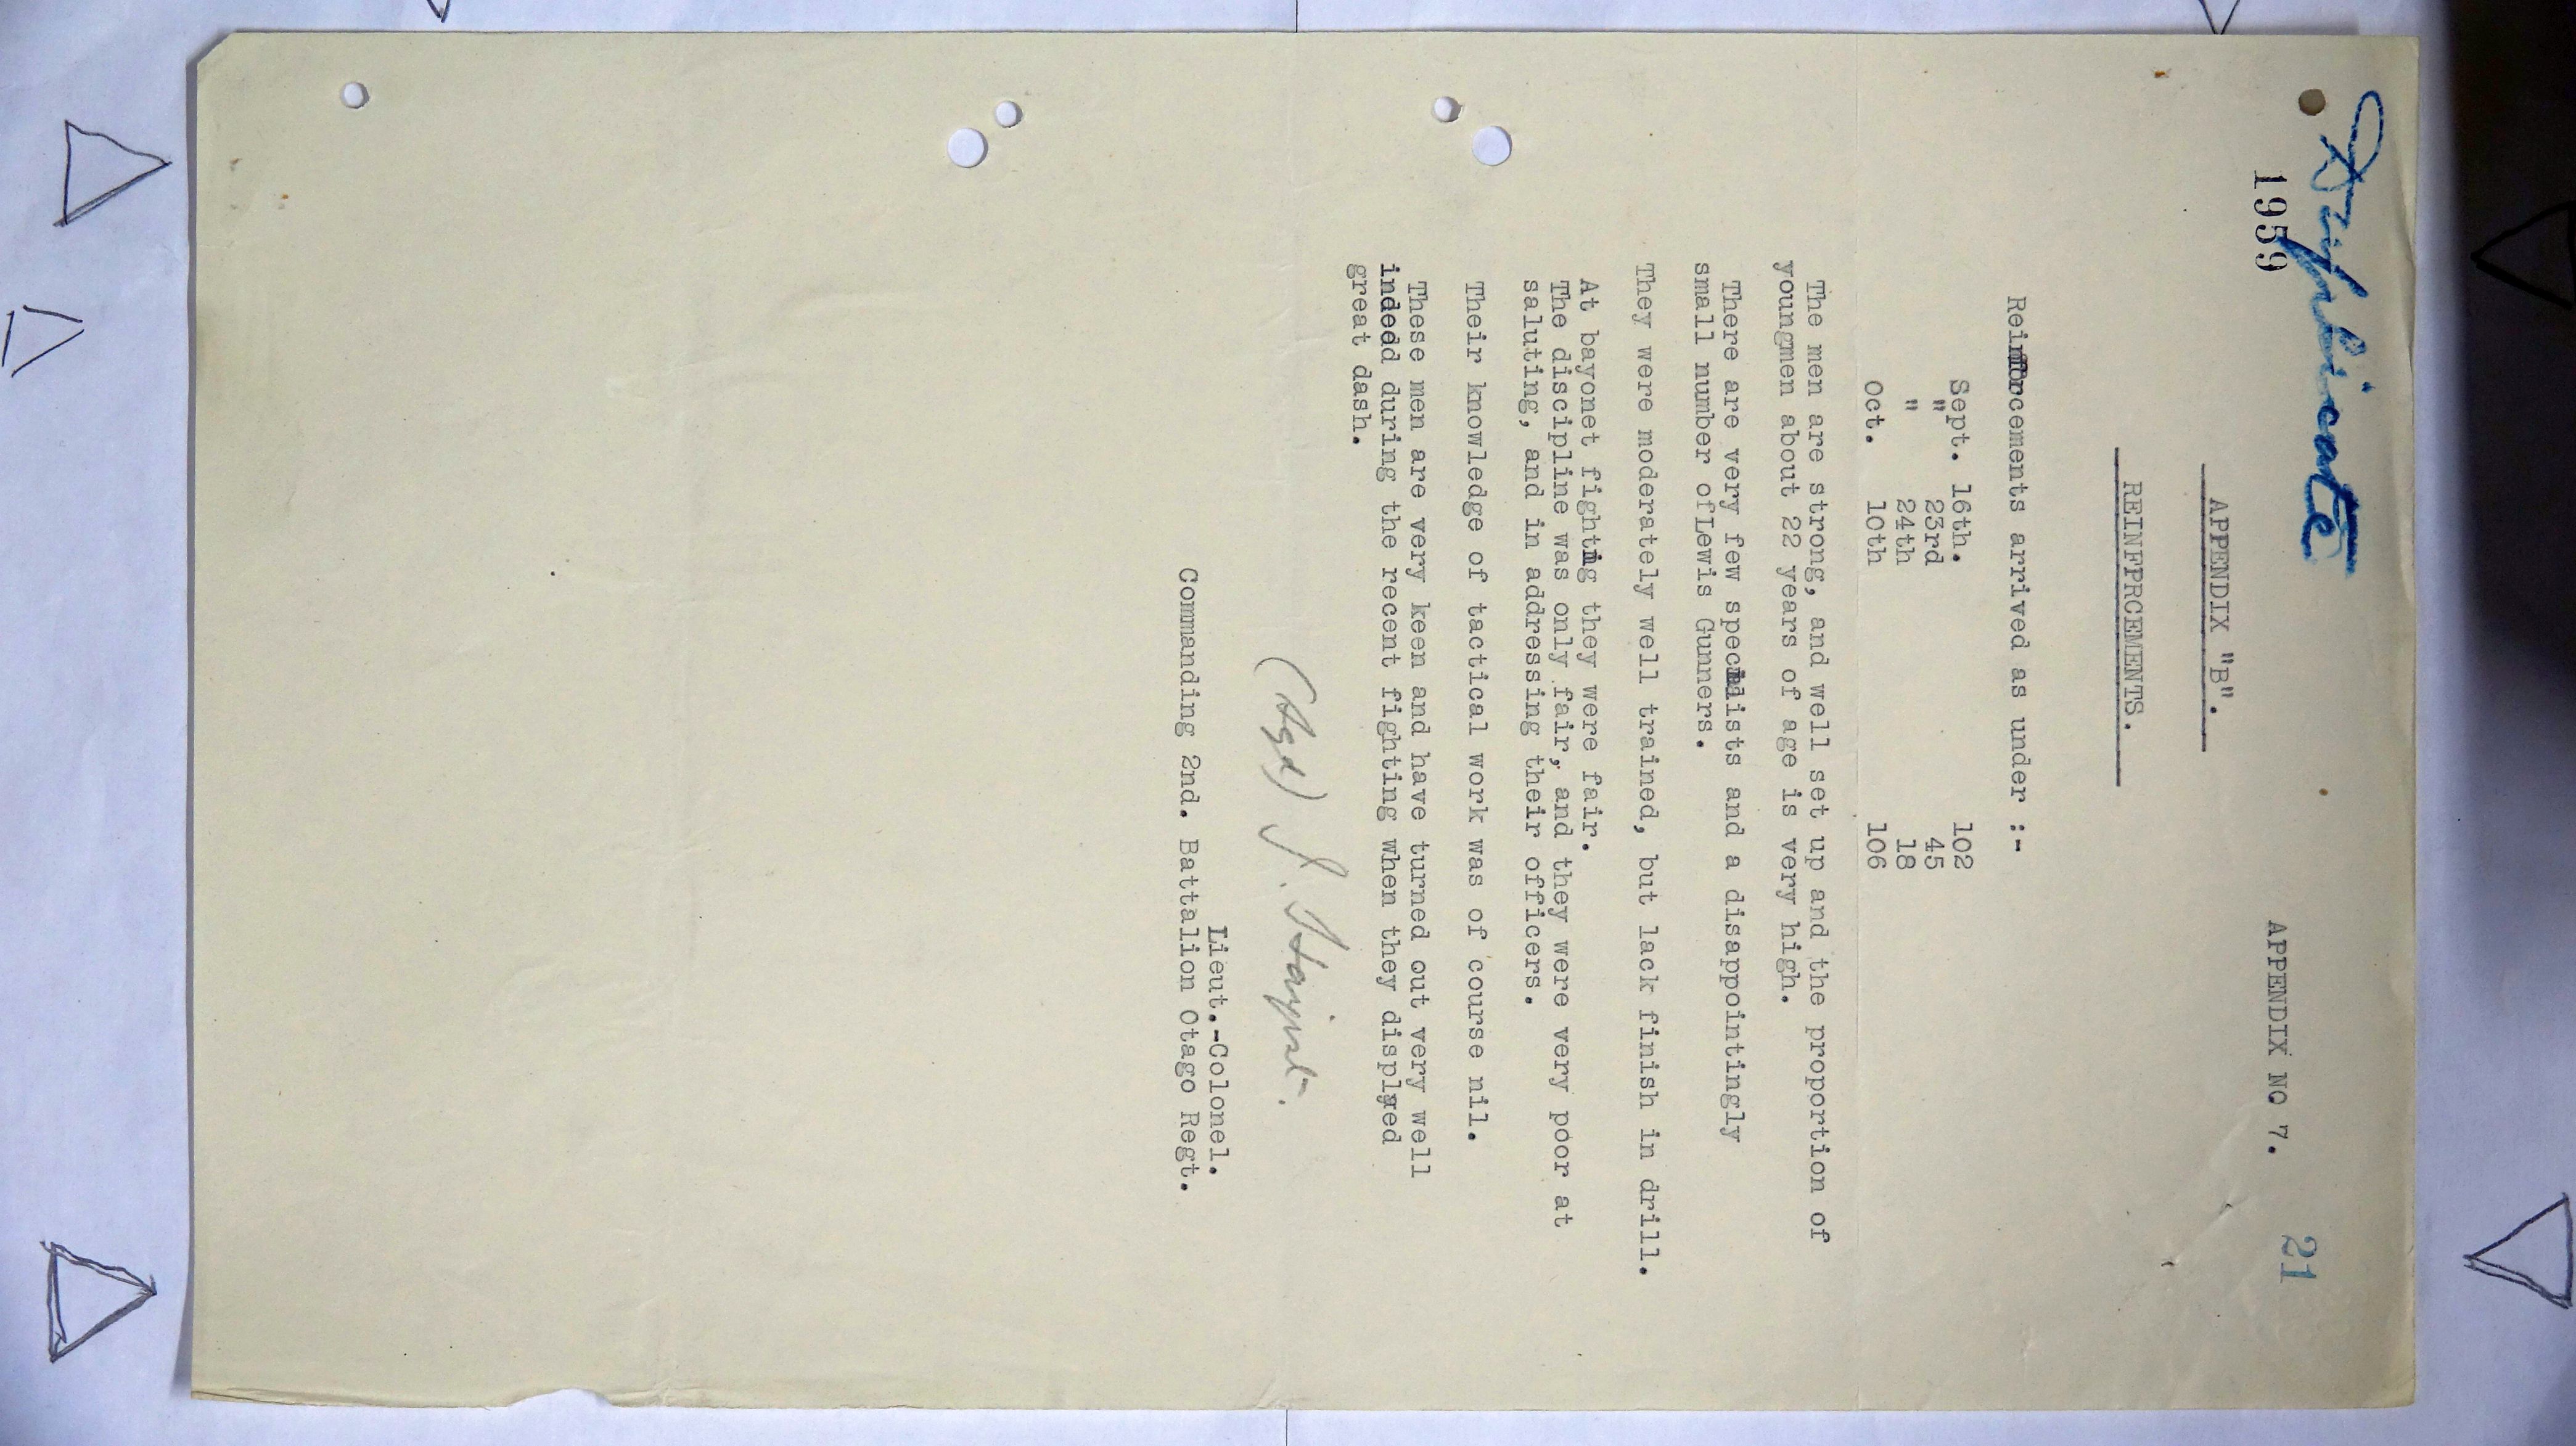 Duplicate
1959
APPENDIX NO 7.
21
APPENDIX "B".
REINFPRCEMENTS.
Reinforcements arrived as under :-
Sept. 16th. 102
" 23rd 45
" 24th 18
Oct. 10th 106
The men are strong, and well set up and the proportion of
youngmen about 22 years of age is very high.
There are very few specialists and a disappointingly
small number ofLewis Gunners.
They were moderately well trained, but lack finish in drill.
At bayonet fightig they were fair.
The discipline was only fair, and they were very poor at
saluting, and in addressing their officers.
Their knowledge of tactical work was of course nil.
These men are very keen and have turned out very well
indeed during the recent fighting when they displyed
great dash.
(Sgd) J. Hargest.
Lieut.-Colonel.
Commanding 2nd. Battalion Otago Regt.